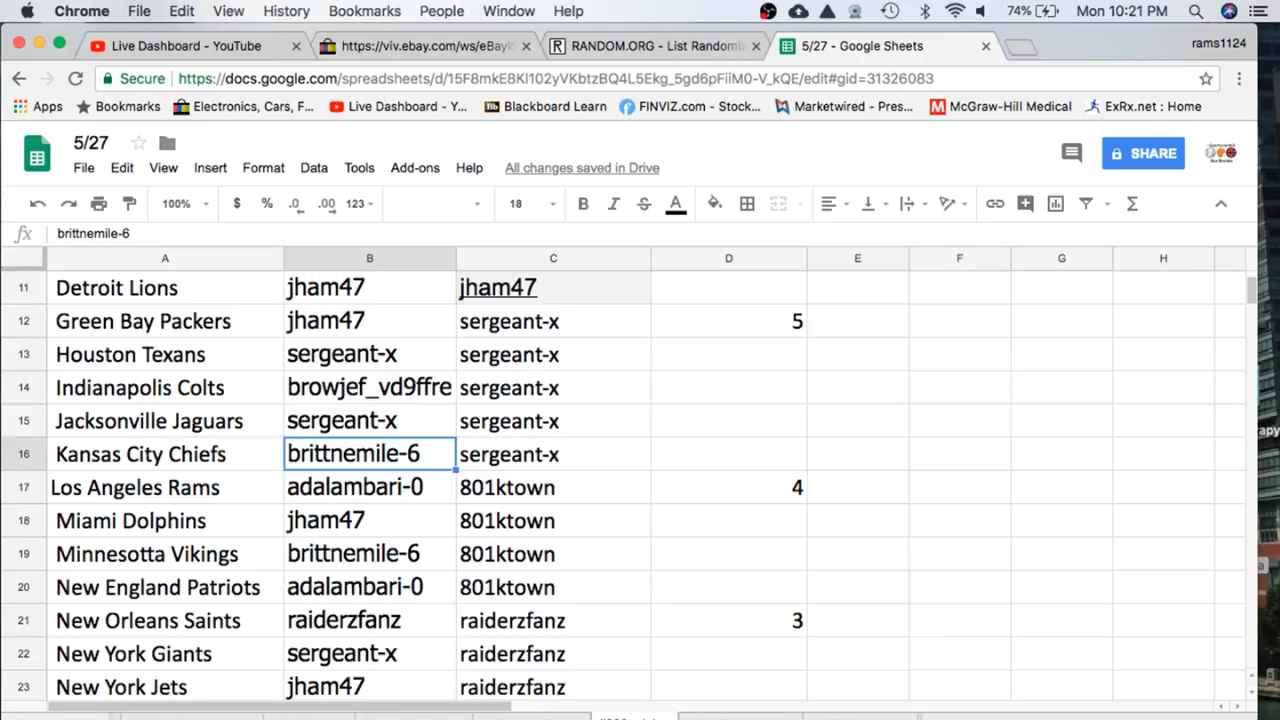 Chrome File Edit View History Bookmarks People Window Help 74% Mon 10:21 PM
Live Dashboard - YouTube × https://viv.ebay.com/ws/eBayIS × RANDOM.ORG - List Randomiz × 5/27 - Google Sheets × rams1124
Secure https://docs.google.com/spreadsheets/d/15F8mkE8Kl102yVKbtzBQ4L5Ekg_5gd6pFiiM0-V_kQE/edit#gid=31326083
Apps Bookmarks Electronics, Cars, F... Live Dashboard - Y... Bb Blackboard Learn FINVIZ.com - Stock... Marketwired - Pres... M McGraw-Hill Medical ExRx.net : Home
5/27
File Edit View Insert Format Data Tools Add-ons Help All changes saved in Drive SHARE
100% $ % .0 .00 123 18 B I S A
fx brittnemile-6
A B C D E F G H
11 Detroit Lions jham47 jham47
12 Green Bay Packers jham47 sergeant-x 5
13 Houston Texans sergeant-x sergeant-x
14 Indianapolis Colts browjef_vd9ffre sergeant-x
15 Jacksonville Jaguars sergeant-x sergeant-x
16 Kansas City Chiefs brittnemile-6 sergeant-x
17 Los Angeles Rams adalambari-0 801ktown 4
18 Miami Dolphins jham47 801ktown
19 Minnesotta Vikings brittnemile-6 801ktown
20 New England Patriots adalambari-0 801ktown
21 New Orleans Saints raiderzfanz raiderzfanz 3
22 New York Giants sergeant-x raiderzfanz
23 New York Jets jham47 raiderzfanz